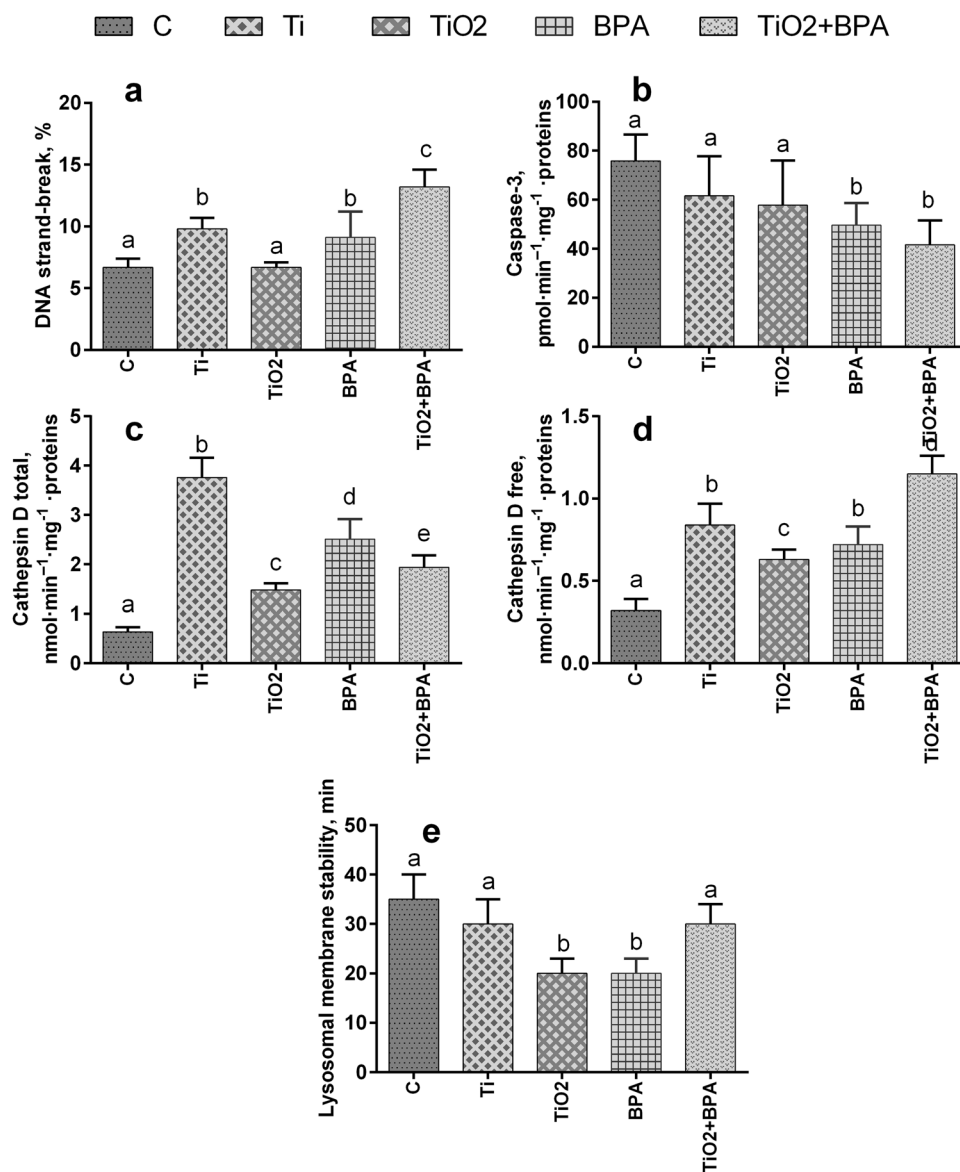 C Ti TiO2 BPA TiO2+BPA
a
DNA strand-break, %
20
15
10
5
0
a b a b c
C Ti TiO2 BPA TiO2+BPA
b
Caspase-3,
pmol·min⁻¹·mg⁻¹ ·proteins
100
80
60
40
20
0
a a a b b
C Ti TiO2 BPA TiO2+BPA
c
Cathepsin D total,
nmol·min⁻¹·mg⁻¹ ·proteins
5
4
3
2
1
0
a b c d e
C Ti TiO2 BPA TiO2+BPA
d
Cathepsin D free,
nmol·min⁻¹·mg⁻¹ ·proteins
1.5
1.0
0.5
0.0
a b c b d
C Ti TiO2 BPA TiO2+BPA
e
Lysosomal membrane stability, min
50
40
30
20
10
0
a a b b a
C Ti TiO2 BPA TiO2+BPA